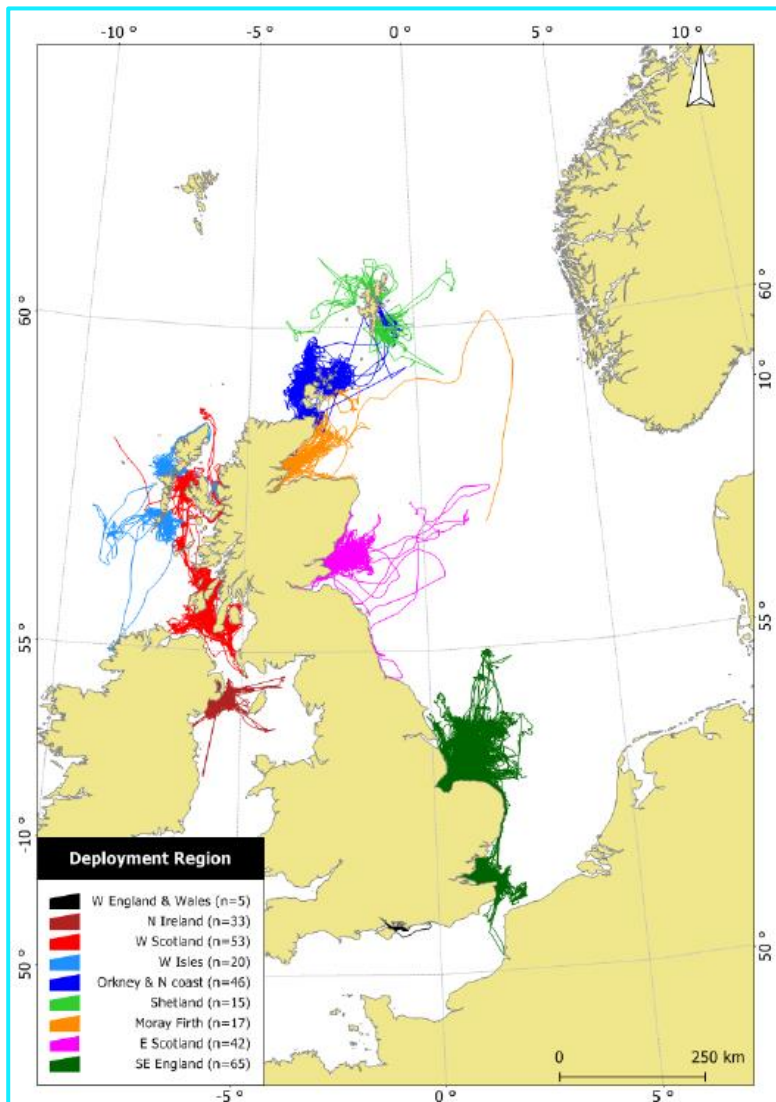 -10 ° -5 ° 0 ° 5 ° 10 °
60 °
60 °
10 °
55 °
55 °
-10 °
50 °
50 °
Deployment Region
W England & Wales (n=5)
N Ireland (n=33)
W Scotland (n=53)
W Isles (n=20)
Orkney & N coast (n=46)
Shetland (n=15)
Moray Firth (n=17)
E Scotland (n=42)
SE England (n=65)
0 250 km
-5 ° 0 ° 5 °